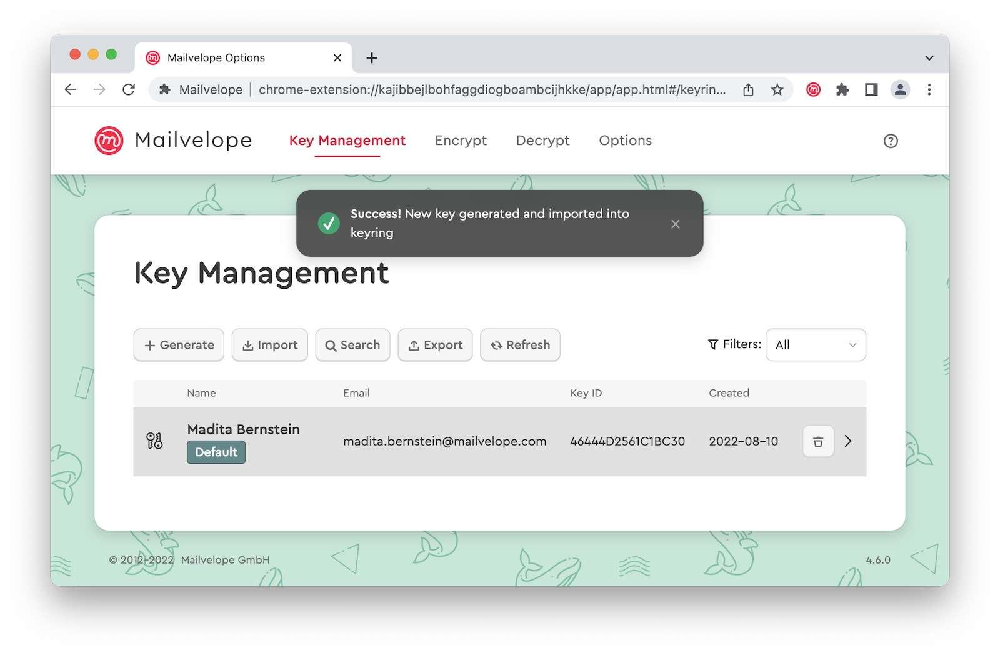 Mailvelope Options
Mailvelope chrome-extension://kajibbejlbohfaggdiogboambcijhkke/app/app.html#/keyrin...
Mailvelope Key Management Encrypt Decrypt Options
Success! New key generated and imported into
keyring
Key Management
Generate Import Search Export Refresh Filters: All
Name Email Key ID Created
Madita Bernstein
Default
madita.bernstein@mailvelope.com 46444D2561C1BC30 2022-08-10
© 2012-2022 Mailvelope GmbH 4.6.0